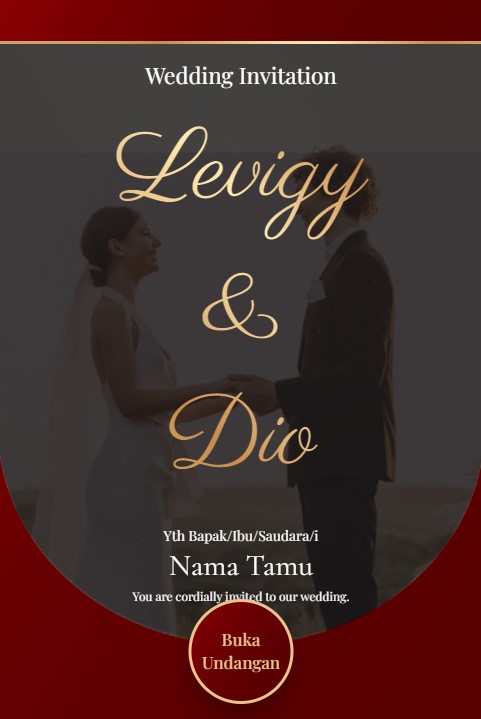 Wedding Invitation
Levigy
&
Dio
Yth Bapak/Ibu/Saudara/i
Nama Tamu
You are cordially invited to our wedding.
Buka
Undangan